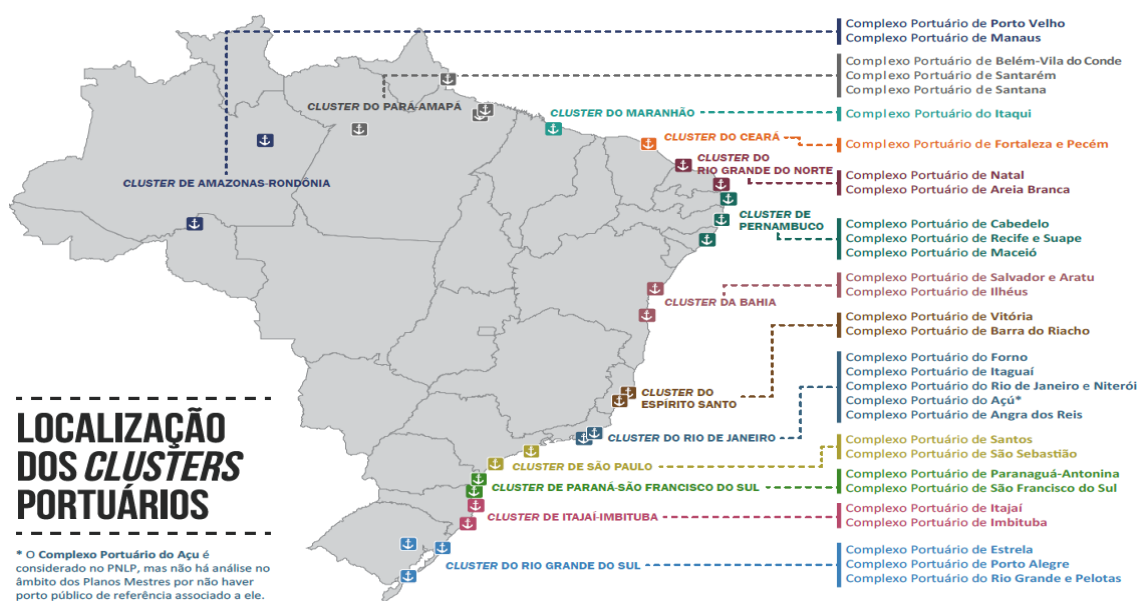 Complexo Portuário de Porto Velho
Complexo Portuário de Manaus
Complexo Portuário de Belém-Vila do Conde
Complexo Portuário de Santarém
Complexo Portuário de Santana
CLUSTER DO PARÁ-AMAPÁ
CLUSTER DO MARANHÃO
Complexo Portuário do Itaqui
CLUSTER DO CEARÁ
Complexo Portuário de Fortaleza e Pecém
CLUSTER DO
RIO GRANDE DO NORTE
Complexo Portuário de Natal
Complexo Portuário de Areia Branca
CLUSTER DE AMAZONAS-RONDÔNIA
CLUSTER DE
PERNAMBUCO
Complexo Portuário de Cabedelo
Complexo Portuário de Recife e Suape
Complexo Portuário de Maceió
CLUSTER DA BAHIA
Complexo Portuário de Salvador e Aratu
Complexo Portuário de Ilhéus
Complexo Portuário de Vitória
Complexo Portuário de Barra do Riacho
CLUSTER DO
ESPÍRITO SANTO
Complexo Portuário do Forno
Complexo Portuário de Itaguaí
Complexo Portuário do Rio de Janeiro e Niterói
Complexo Portuário do Açú*
Complexo Portuário de Angra dos Reis
CLUSTER DO RIO DE JANEIRO
CLUSTER DE SÃO PAULO
Complexo Portuário de Santos
Complexo Portuário de São Sebastião
CLUSTER DE PARANÁ-SÃO FRANCISCO DO SUL
Complexo Portuário de Paranaguá-Antonina
Complexo Portuário de São Francisco do Sul
CLUSTER DE ITAJAÍ-IMBITUBA
Complexo Portuário de Itajaí
Complexo Portuário de Imbituba
CLUSTER DO RIO GRANDE DO SUL
Complexo Portuário de Estrela
Complexo Portuário de Porto Alegre
Complexo Portuário do Rio Grande e Pelotas
LOCALIZAÇÃO
DOS CLUSTERS
PORTUÁRIOS
* O Complexo Portuário do Açu é
considerado no PNLP, mas não há análise no
âmbito dos Planos Mestres por não haver
porto público de referência associado a ele.